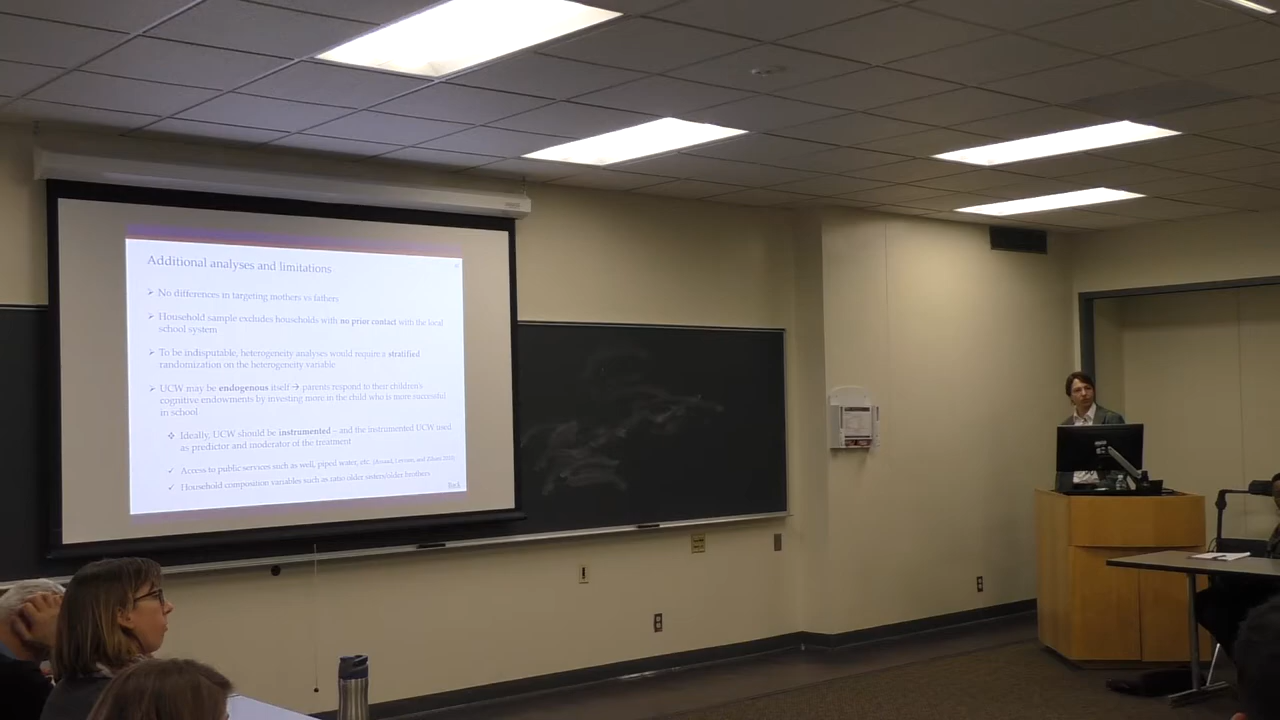 Additional analyses and limitations
➢ No differences in targeting mothers vs fathers
➢ Household sample excludes households with no prior contact with the local
school system
➢ To be indisputable, heterogeneity analyses would require a stratified
randomization on the heterogeneity variable
➢ UCW may be endogenous itself → parents respond to their children's
cognitive endowments by investing more in the child who is more successful
in school
❖ Ideally, UCW should be instrumented – and the instrumented UCW used
as predictor and moderator of the treatment
✓ Access to public services such as well, piped water, etc.
✓ Household composition variables such as ratio older sisters/older brothers
Back